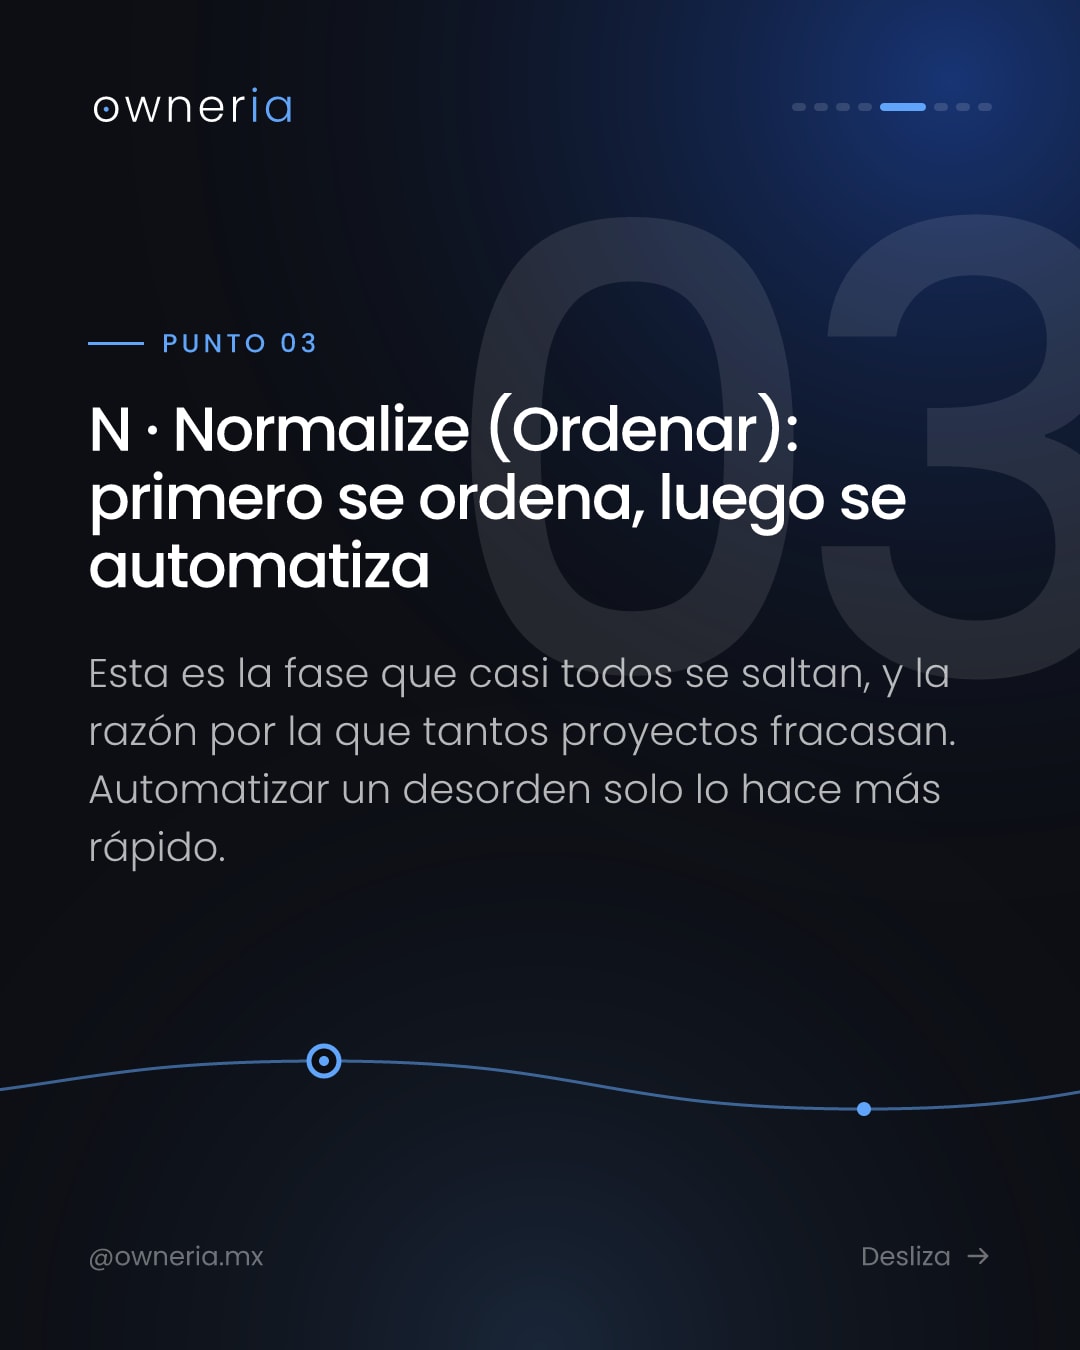 owneria
03
PUNTO 03
N · Normalize (Ordenar):
primero se ordena, luego se
automatiza
Esta es la fase que casi todos se saltan, y la
razón por la que tantos proyectos fracasan.
Automatizar un desorden solo lo hace más
rápido.
@owneria.mx
Desliza →